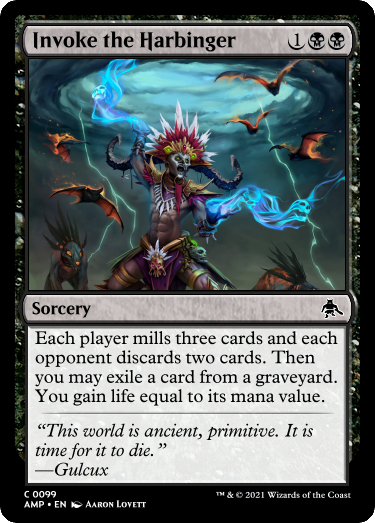 Invoke the Harbinger 1
Sorcery
Each player mills three cards and each
opponent discards two cards. Then
you may exile a card from a graveyard.
You gain life equal to its mana value.
“This world is ancient, primitive. It is
time for it to die.”
—Gulcux
C 0099
AMP • EN Aaron Lovett
™ & © 2021 Wizards of the Coast